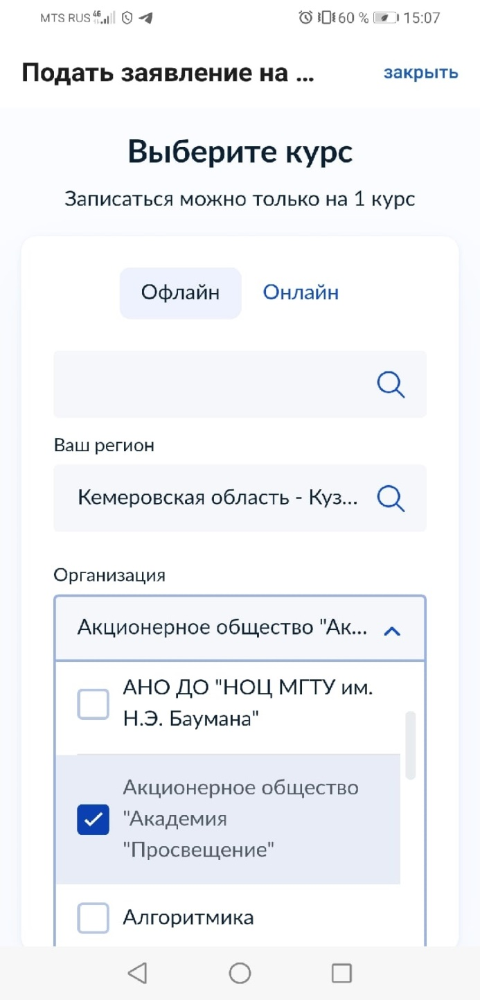 MTS RUS 4G 60 % 15:07
Подать заявление на ... закрыть
Выберите курс
Записаться можно только на 1 курс
Офлайн Онлайн
Ваш регион
Кемеровская область - Куз...
Организация
Акционерное общество "Ак...
АНО ДО "НОЦ МГТУ им.
Н.Э. Баумана"
Акционерное общество
"Академия
"Просвещение"
Алгоритмика